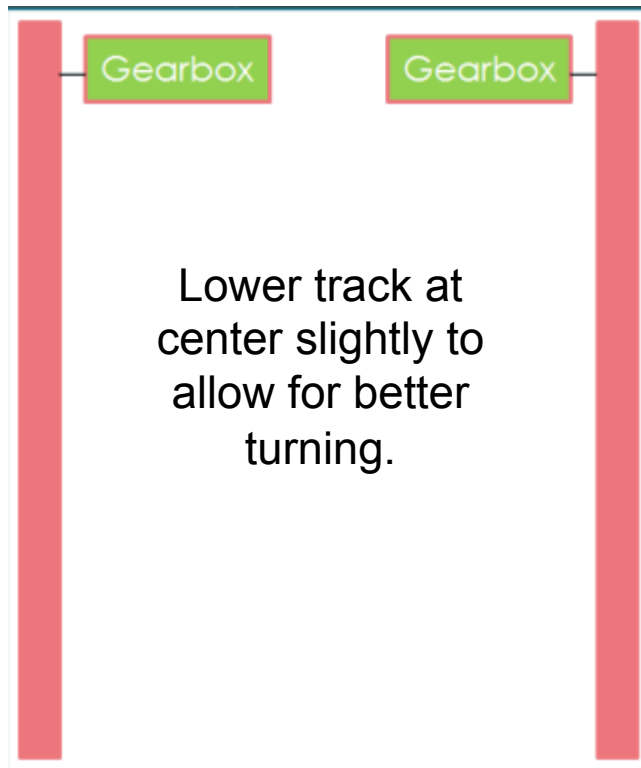 Gearbox Gearbox
Lower track at
center slightly to
allow for better
turning.